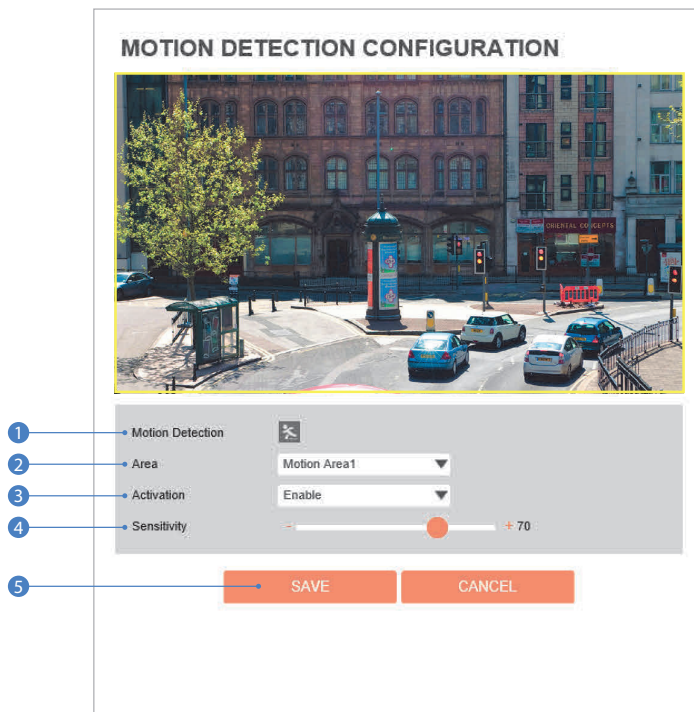 MOTION DETECTION CONFIGURATION
ORIENTAL CONCEPTS
1 Motion Detection
2 Area Motion Area1
3 Activation Enable
4 Sensitivity - + 70
5 SAVE CANCEL